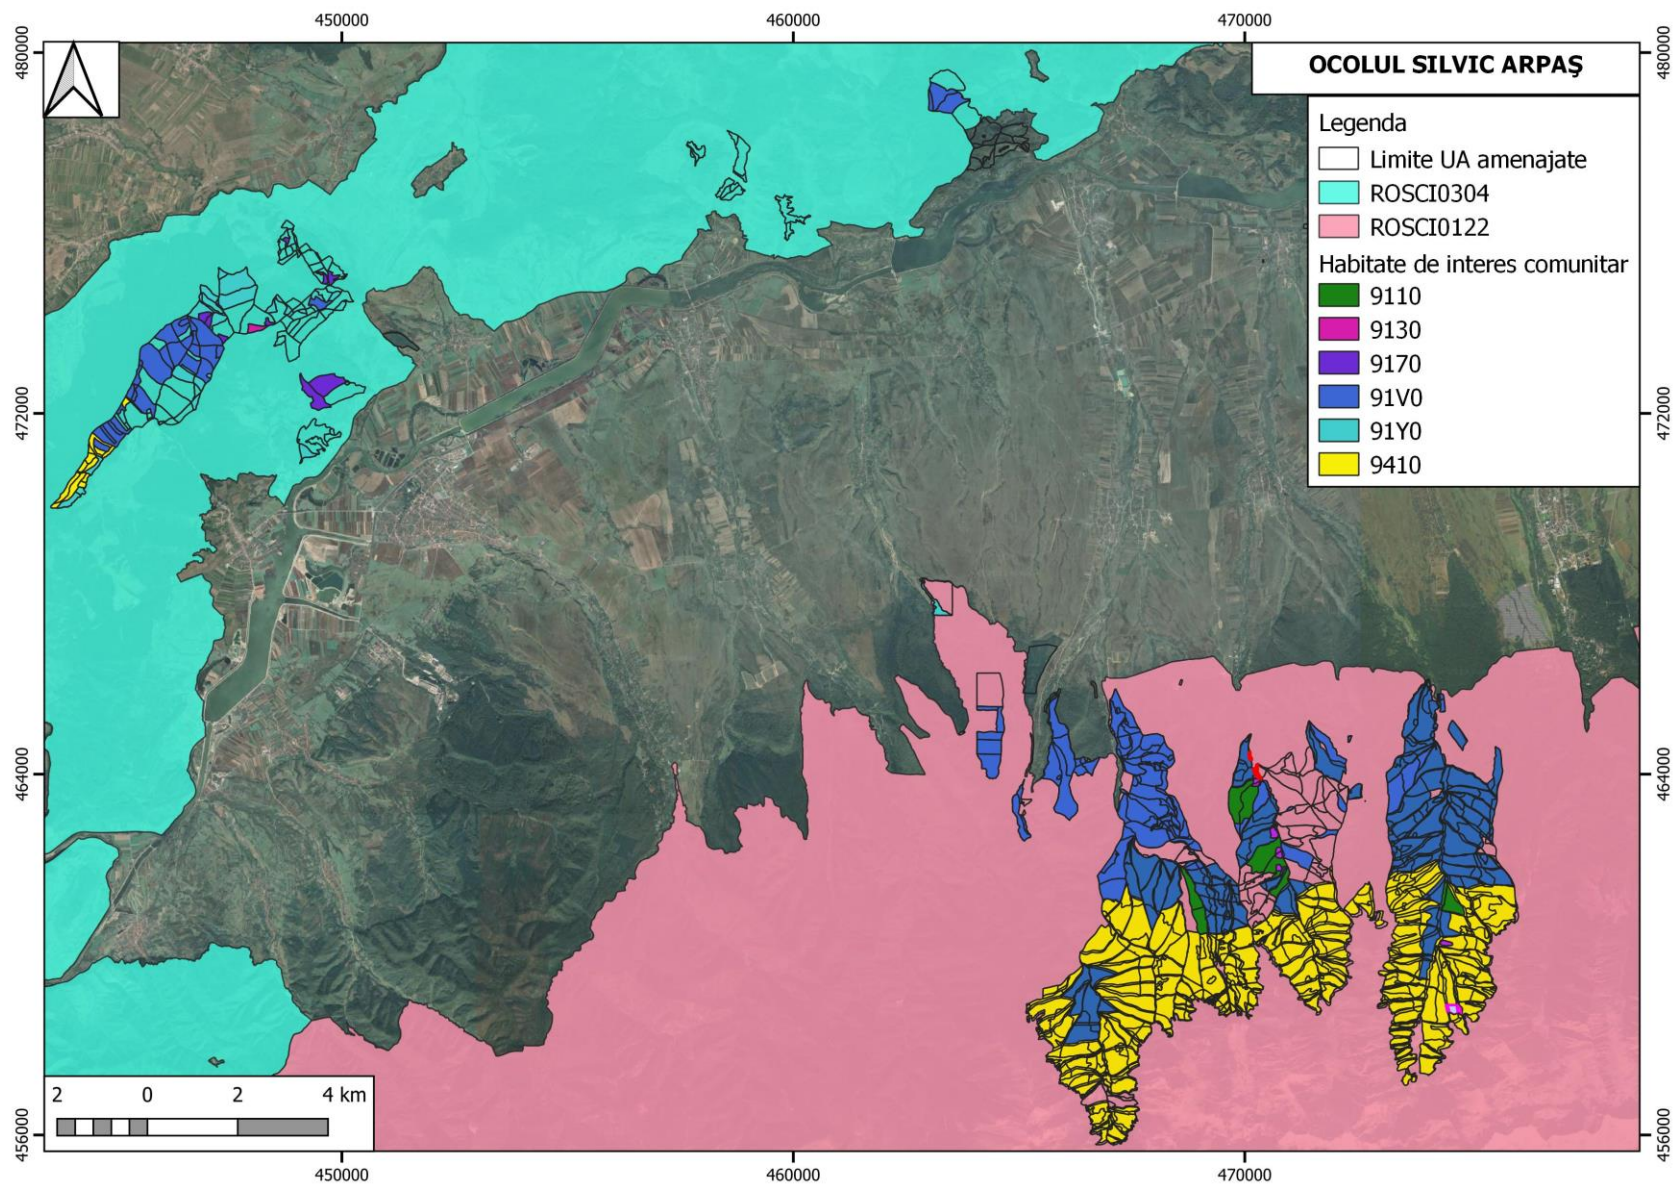 450000
460000
470000
480000
480000
OCOLUL SILVIC ARPAȘ
Legenda
Limite UA amenajate
ROSCI0304
ROSCI0122
Habitate de interes comunitar
9110
9130
9170
91V0
91Y0
9410
472000
472000
464000
464000
2 0 2 4 km
456000
456000
450000
460000
470000